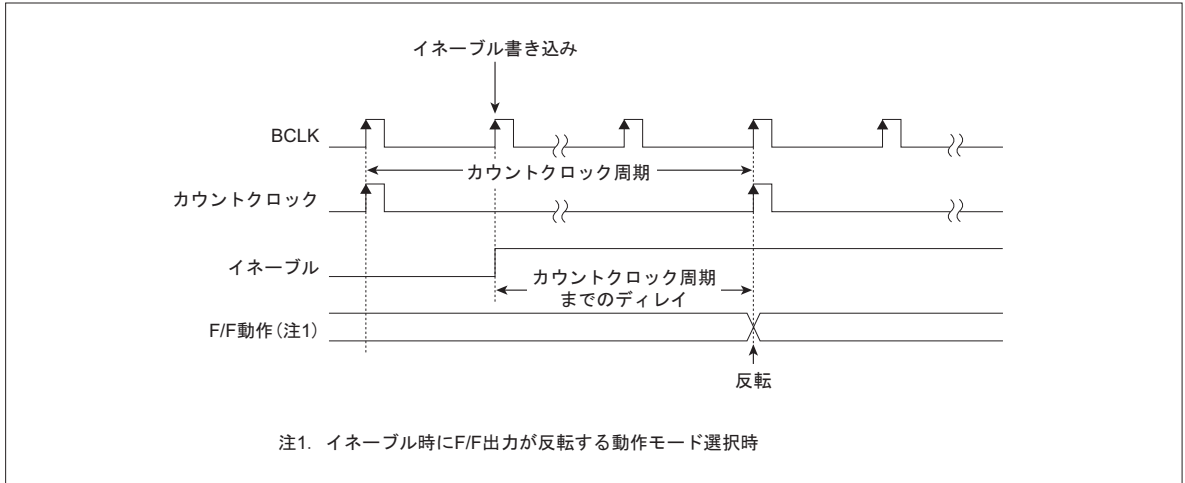 イネーブル書き込み
BCLK
カウントクロック周期
カウントクロック
イネーブル
カウントクロック周期
までのディレイ
F/F動作(注1)
反転
注1. イネーブル時にF/F出力が反転する動作モード選択時